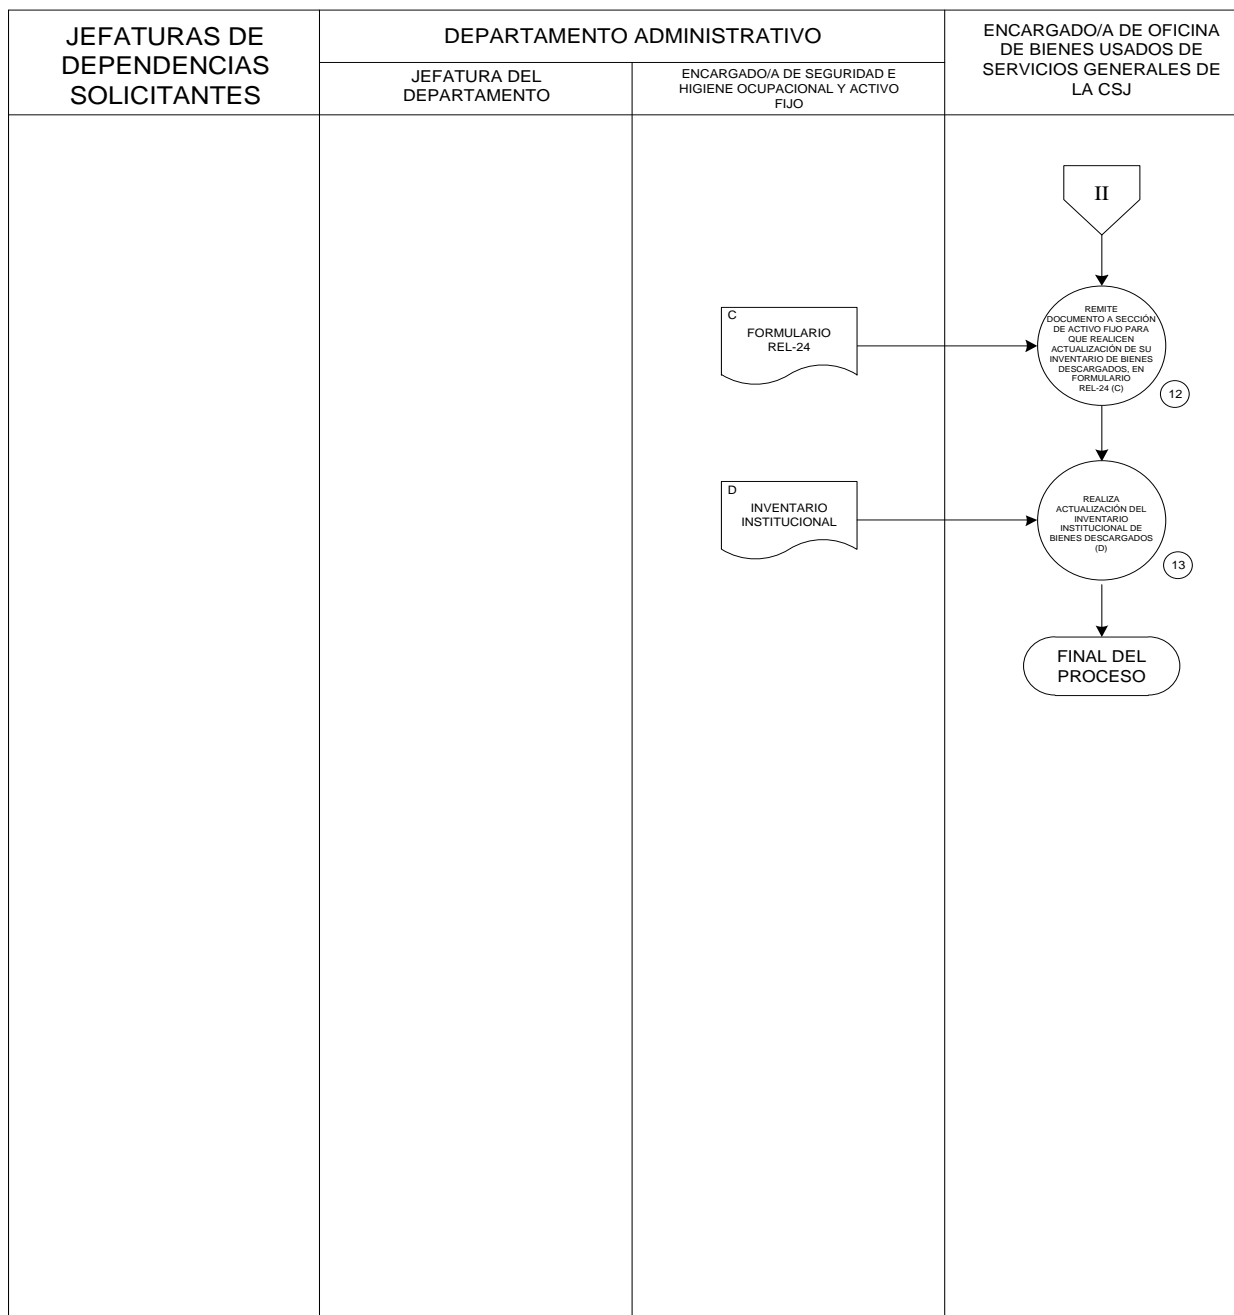 JEFATURAS DE
DEPENDENCIAS
SOLICITANTES
DEPARTAMENTO ADMINISTRATIVO
JEFATURA DEL
DEPARTAMENTO
ENCARGADO/A DE SEGURIDAD E
HIGIENE OCUPACIONAL Y ACTIVO
FIJO
ENCARGADO/A DE OFICINA
DE BIENES USADOS DE
SERVICIOS GENERALES DE
LA CSJ
II
C
FORMULARIO
REL-24
REMITE
DOCUMENTO A SECCIÓN
DE ACTIVO FIJO PARA
QUE REALICEN
ACTUALIZACIÓN DE SU
INVENTARIO DE BIENES
DESCARGADOS, EN
FORMULARIO
REL-24 (C)
12
D
INVENTARIO
INSTITUCIONAL
REALIZA
ACTUALIZACIÓN DEL
INVENTARIO
INSTITUCIONAL DE
BIENES DESCARGADOS
(D)
13
FINAL DEL
PROCESO